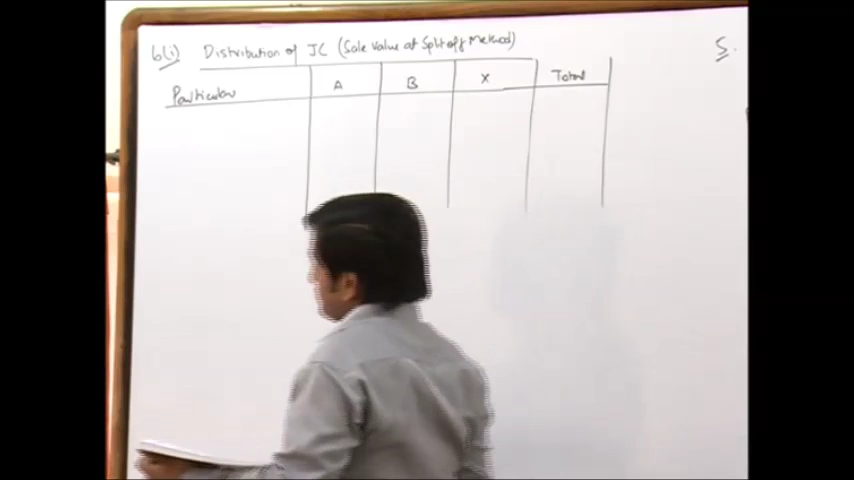 6(i) Distribution of JC (Sale Value at Split off Method)
Particulars A B X Total
S.